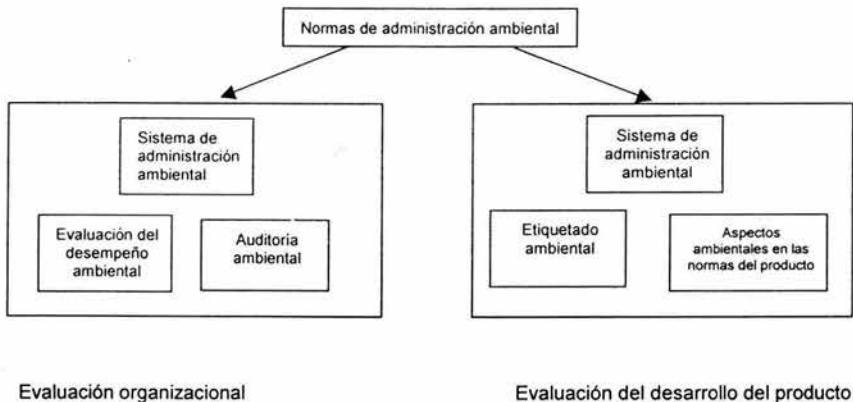 Normas de administración ambiental
Sistema de
administración
ambiental
Evaluación del
desempeño
ambiental
Auditoria
ambiental
Sistema de
administración
ambiental
Etiquetado
ambiental
Aspectos
ambientales en las
normas del producto
Evaluación organizacional
Evaluación del desarrollo del producto